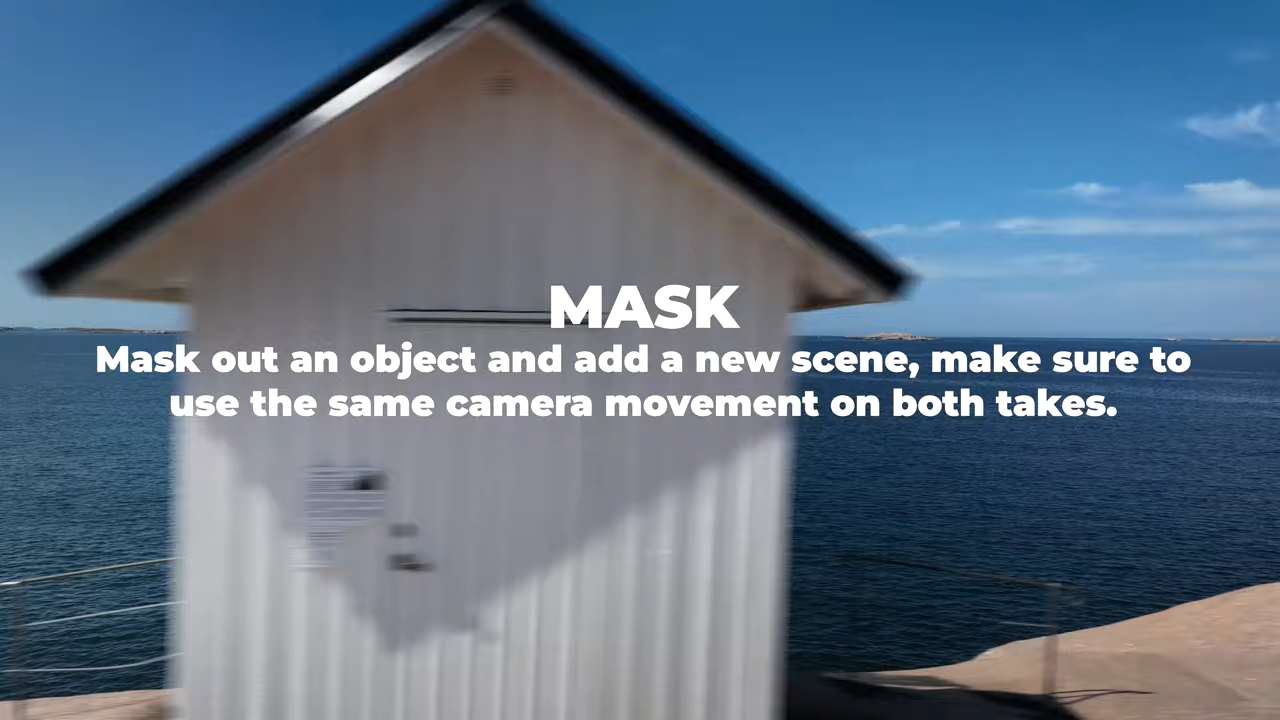 MASK
Mask out an object and add a new scene, make sure to
use the same camera movement on both takes.